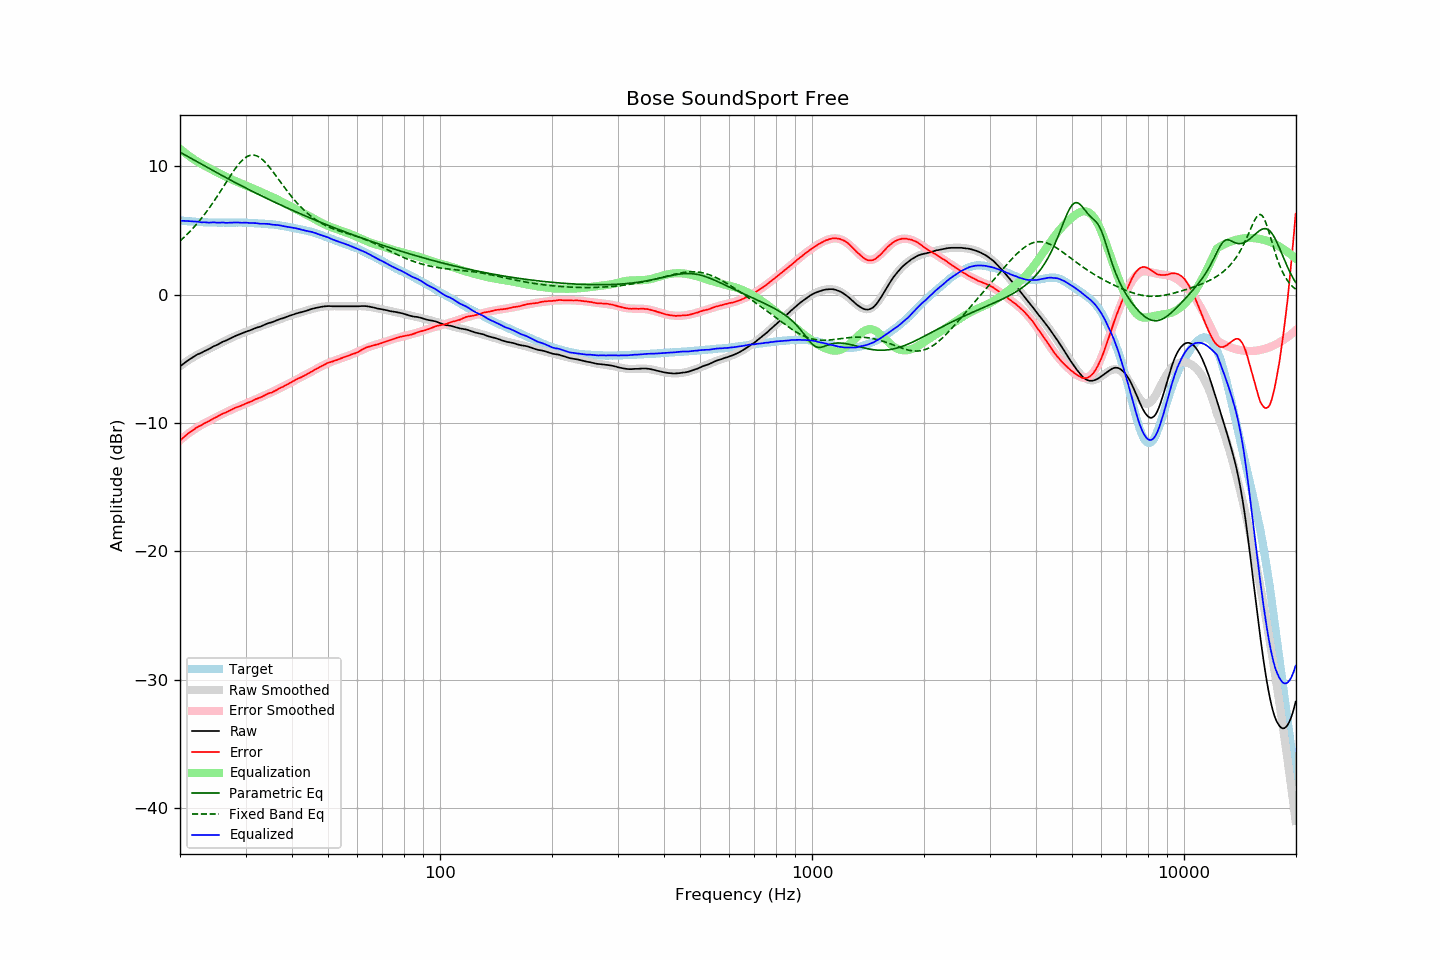 Bose SoundSport Free
10
0
−10
−20
−30
−40
Amplitude (dBr)
Target
Raw Smoothed
Error Smoothed
Raw
Error
Equalization
Parametric Eq
Fixed Band Eq
Equalized
100
1000
10000
Frequency (Hz)